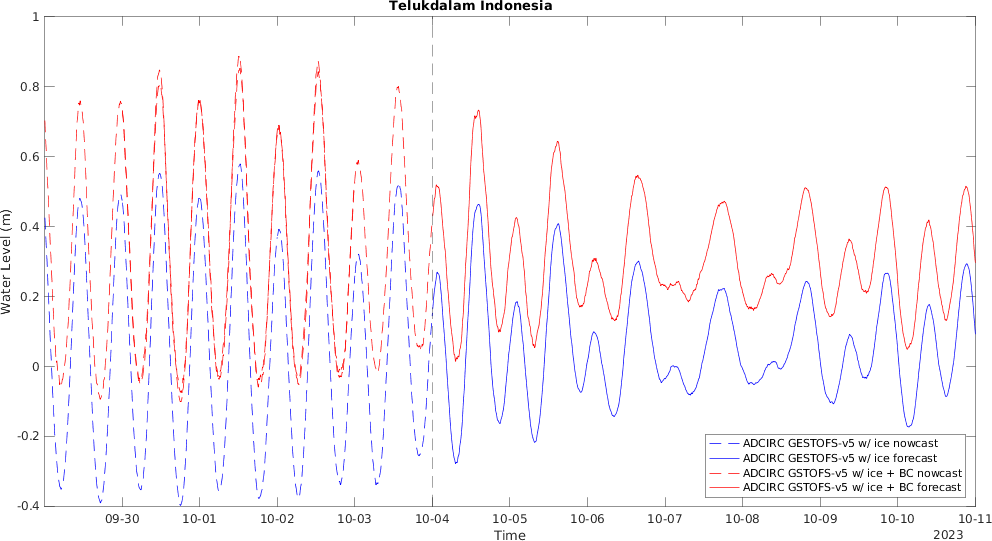 Telukdalam Indonesia
1
0.8
0.6
0.4
0.2
0
-0.2
-0.4
Water Level (m)
ADCIRC GESTOFS-v5 w/ ice nowcast
ADCIRC GESTOFS-v5 w/ ice forecast
ADCIRC GSTOFS-v5 w/ ice + BC nowcast
ADCIRC GSTOFS-v5 w/ ice + BC forecast
09-30 10-01 10-02 10-03 10-04 10-05 10-06 10-07 10-08 10-09 10-10 10-11
Time
2023